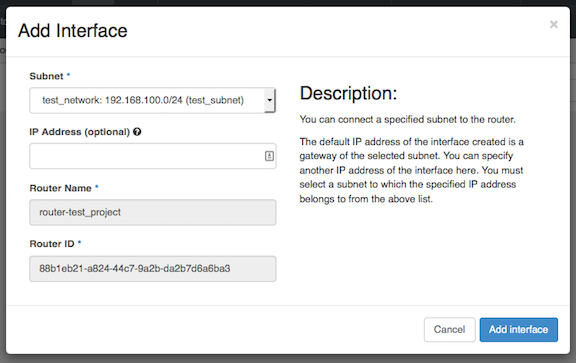 Add Interface
×
Subnet *
test_network: 192.168.100.0/24 (test_subnet)
IP Address (optional)
Router Name *
router-test_project
Router ID *
88b1eb21-a824-44c7-9a2b-da2b7d6a6ba3
Description:
You can connect a specified subnet to the router.
The default IP address of the interface created is a
gateway of the selected subnet. You can specify
another IP address of the interface here. You must
select a subnet to which the specified IP address
belongs to from the above list.
Cancel
Add interface